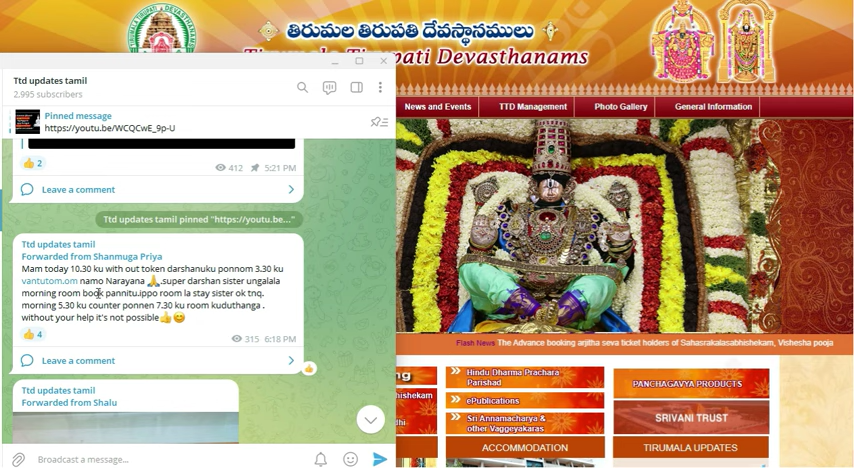 తిరుమల తిరుపతి దేవస్థానములు
Tirumala Tirupati Devasthanams
News and Events
TTD Management
Photo Gallery
General Information
Ttd updates tamil
2,995 subscribers
Pinned message
https://youtu.be/WCQCwE_9p-U
2
412
5:21 PM
Leave a comment
Ttd updates tamil pinned "https://youtu.be..."
Ttd updates tamil
Forwarded from Shanmuga Priya
Mam today 10.30 ku with out token darshanuku ponnom 3.30 ku
vantutom.om namo Narayana 🙏.super darshan sister ungalala
morning room book pannitu.ippo room la stay sister ok tnq.
morning 5.30 ku counter ponnen 7.30 ku room kuduthanga .
without your help it's not possible👍😊
4
315 6:18 PM
Leave a comment
Ttd updates tamil
Forwarded from Shalu
Broadcast a message...
Flash News The Advance booking arjitha seva ticket holders of Sahasrakalasabhishekam, Vishesha pooja
Hindu Dharma Prachara
Parishad
ePublications
Sri Annamacharya &
other Vaggeyakaras
ACCOMMODATION
PANCHAGAVYA PRODUCTS
SRIVANI TRUST
TIRUMALA UPDATES